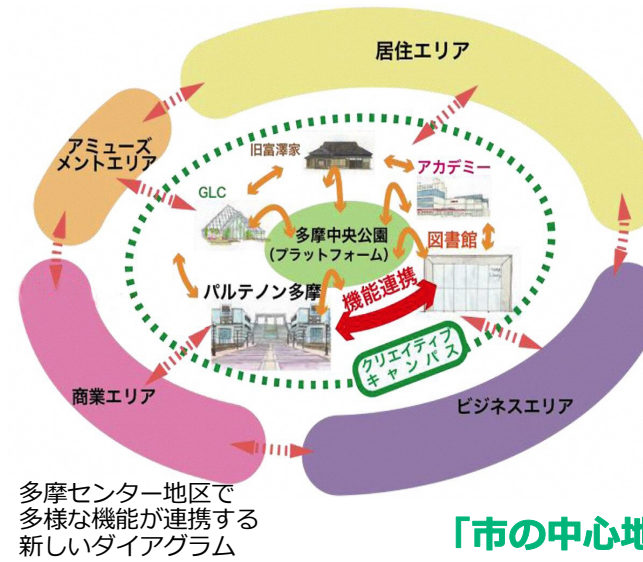 居住エリア
アミューズ
メントエリア
旧富澤家
アカデミー
GLC
多摩中央公園
(プラットフォーム)
図書館
パルテノン多摩
機能連携
クリエイティブ
キャンパス
商業エリア
ビジネスエリア
多摩センター地区で
多様な機能が連携する
新しいダイアグラム
「市の中心地